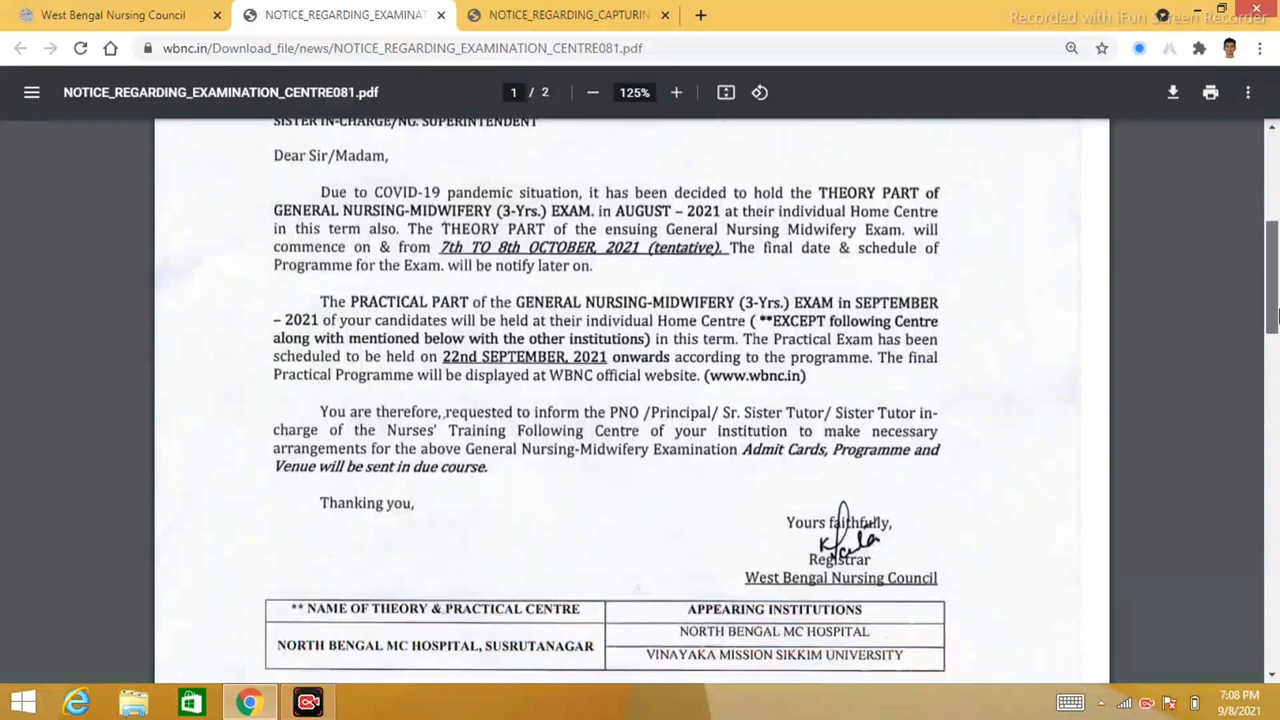 West Bengal Nursing Council
NOTICE_REGARDING_EXAMINAT
NOTICE_REGARDING_CAPTURIN
Recorded with iFun Screen Recorder
wbnc.in/Download_file/news/NOTICE_REGARDING_EXAMINATION_CENTRE081.pdf
NOTICE_REGARDING_EXAMINATION_CENTRE081.pdf
1 / 2
125%
SISTER IN-CHARGE/NG. SUPERINTENDENT
Dear Sir/Madam,
Due to COVID-19 pandemic situation, it has been decided to hold the THEORY PART of
GENERAL NURSING-MIDWIFERY (3-Yrs.) EXAM. in AUGUST – 2021 at their individual Home Centre
in this term also. The THEORY PART of the ensuing General Nursing Midwifery Exam. will
commence on & from 7th TO 8th OCTOBER, 2021 (tentative). The final date & schedule of
Programme for the Exam. will be notify later on.
The PRACTICAL PART of the GENERAL NURSING-MIDWIFERY (3-Yrs.) EXAM in SEPTEMBER
– 2021 of your candidates will be held at their individual Home Centre ( **EXCEPT following Centre
along with mentioned below with the other institutions) in this term. The Practical Exam has been
scheduled to be held on 22nd SEPTEMBER, 2021 onwards according to the programme. The final
Practical Programme will be displayed at WBNC official website. (www.wbnc.in)
You are therefore, requested to inform the PNO /Principal/ Sr. Sister Tutor/ Sister Tutor in-
charge of the Nurses' Training Following Centre of your institution to make necessary
arrangements for the above General Nursing-Midwifery Examination Admit Cards, Programme and
Venue will be sent in due course.
Thanking you,
Yours faithfully,
Registrar
West Bengal Nursing Council
** NAME OF THEORY & PRACTICAL CENTRE
APPEARING INSTITUTIONS
NORTH BENGAL MC HOSPITAL, SUSRUTANAGAR
NORTH BENGAL MC HOSPITAL
VINAYAKA MISSION SIKKIM UNIVERSITY
7:08 PM
9/8/2021